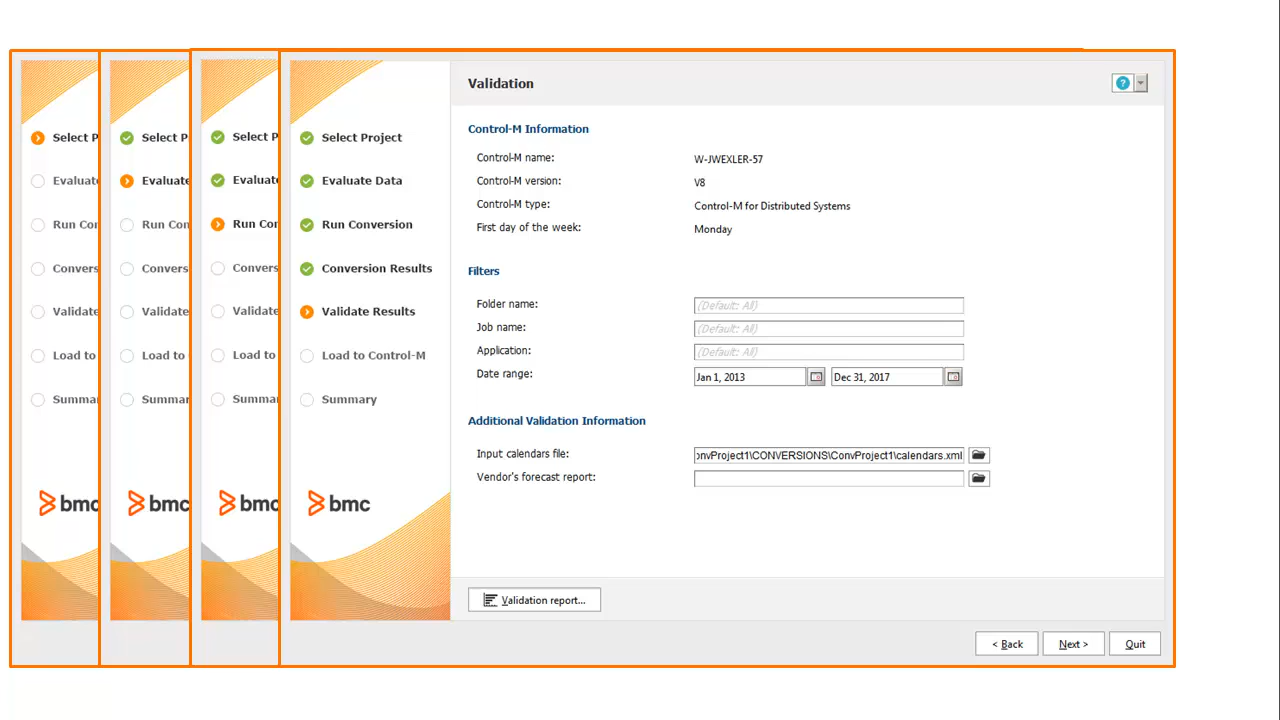 Select P
Evaluate
Run Cor
Convers
Validate
Load to
Summar
bmc
Select P
Evaluate
Run Con
Convers
Validate
Load to
Summar
bmc
Select P
Evaluate
Run Cor
Convers
Validate
Load to
Summa
bmc
Select Project
Evaluate Data
Run Conversion
Conversion Results
Validate Results
Load to Control-M
Summary
bmc
Validation
?
Control-M Information
Control-M name: W-JWEXLER-57
Control-M version: V8
Control-M type: Control-M for Distributed Systems
First day of the week: Monday
Filters
Folder name: (Default: All)
Job name: (Default: All)
Application: (Default: All)
Date range: Jan 1, 2013 Dec 31, 2017
Additional Validation Information
Input calendars file: onvProject1\CONVERSIONS\ConvProject1\calendars.xml
Vendor's forecast report:
Validation report...
< Back Next > Quit